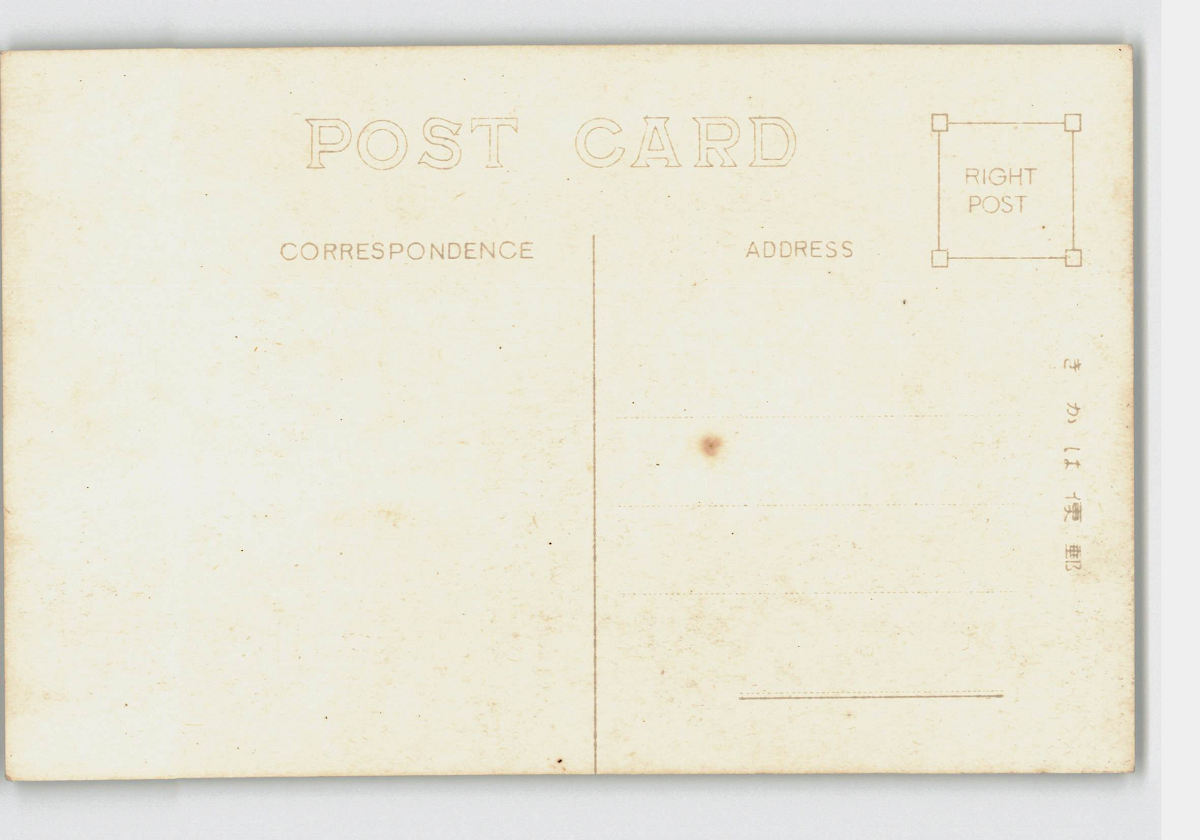 POST CARD
RIGHT
POST
CORRESPONDENCE
ADDRESS
きかは便郵